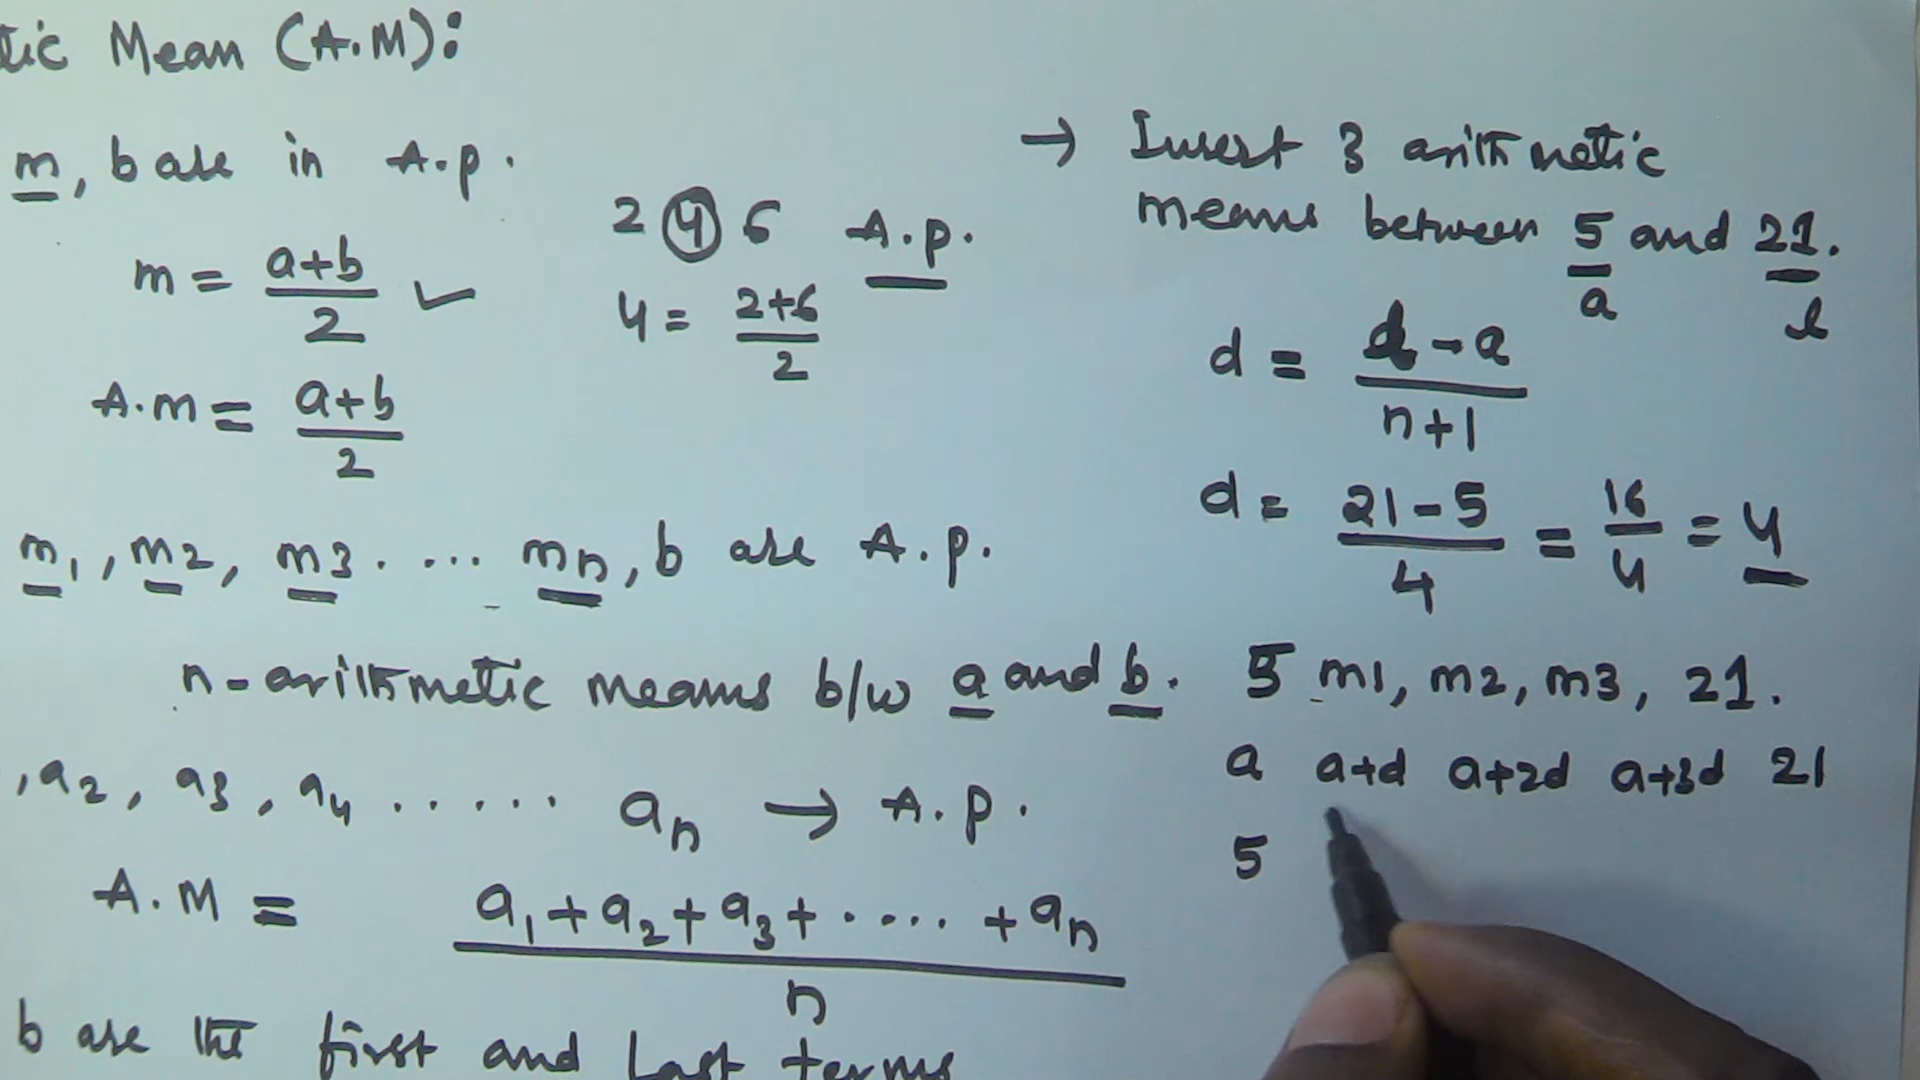 tic Mean (A.M):
m, b are in A.p.
m = a+b/2 ✓
A.m = a+b/2
2 4 6 A.p.
4 = 2+6/2
m1, m2, m3. ... mn, b are A.p.
n-arithmetic means b/w a and b.
, a2, a3, a4 ...... an → A.p.
A.M = a1+a2+a3+.....+an/n
b are the first and Last terms
→ Insert 3 arithmetic
means between 5 and 21.
a l
d = l-a/n+1
d = 21-5/4 = 16/4 = 4
5 m1, m2, m3, 21.
a a+d a+2d a+3d 21
5